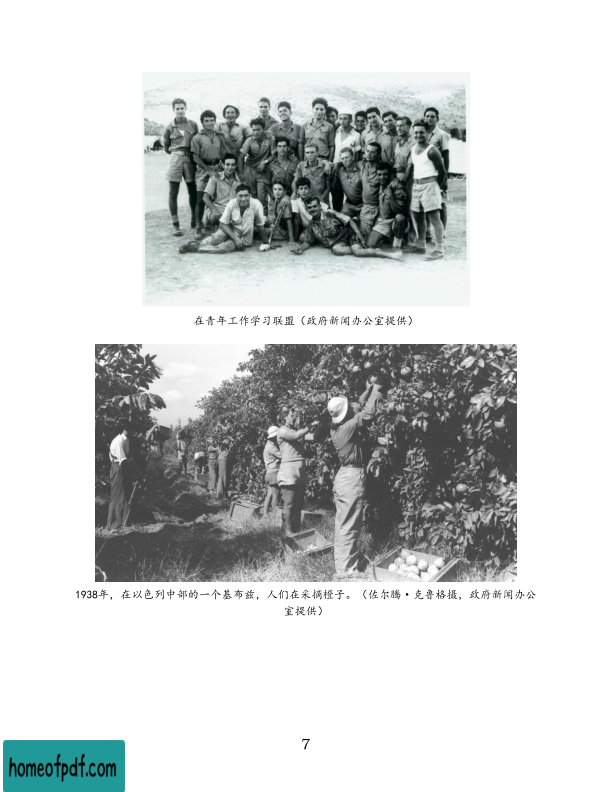 在青年工作学习联盟（政府新闻办公室提供）
1938年，在以色列中部的一个基布兹，人们在采摘橙子。（佐尔腾·克鲁格摄，政府新闻办公
室提供）
7
homeofpdf.com